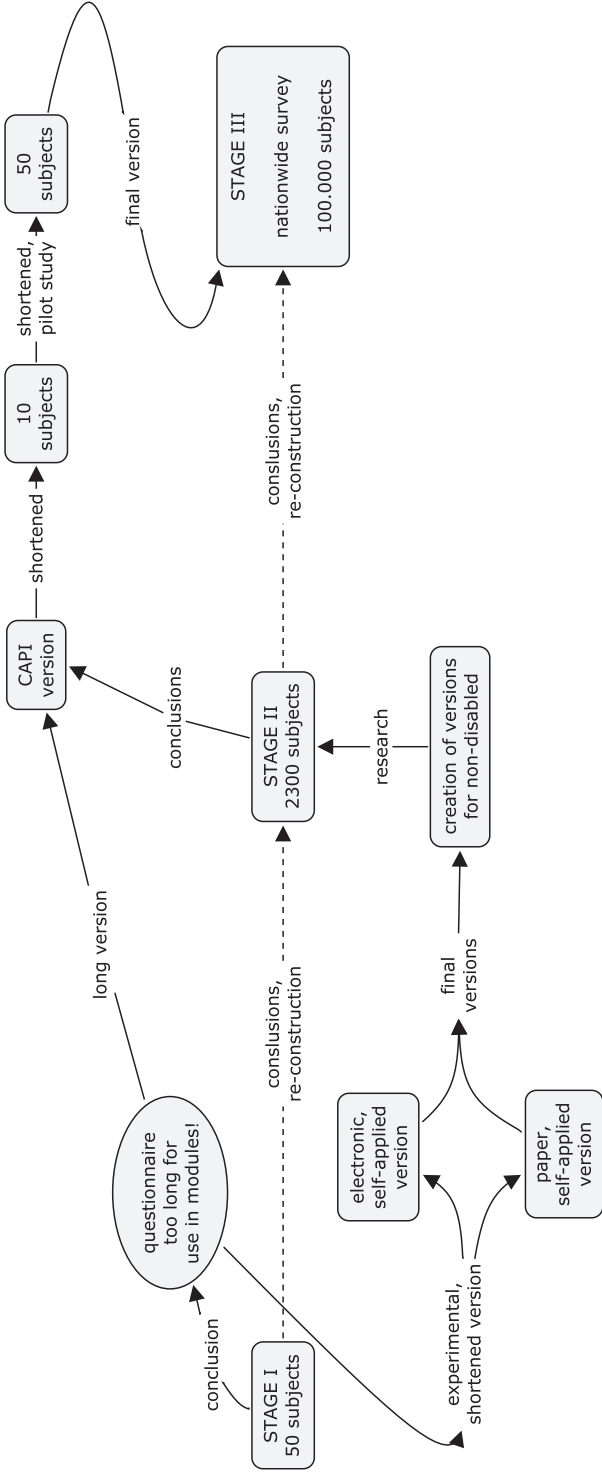 STAGE I
50 subjects
conclusion
questionnaire
too long for
use in modules!
long version
CAPI
version
shortened
10
subjects
shortened,
pilot study
50
subjects
final version
STAGE III
nationwide survey
100.000 subjects
conslusions,
re-construction
STAGE II
2300 subjects
conclusions
conslusions,
re-construction
research
creation of versions
for non-disabled
final
versions
electronic,
self-applied
version
paper,
self-applied
version
experimental,
shortened version